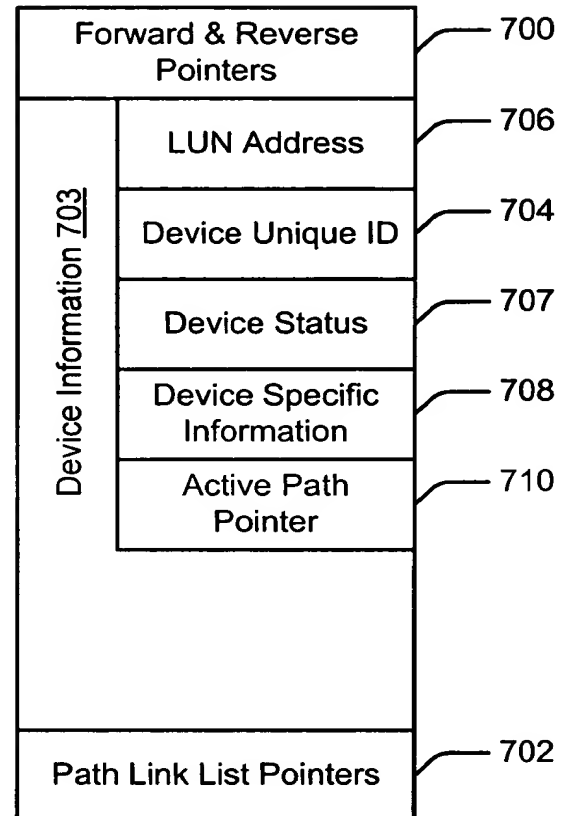 Forward & Reverse
Pointers
700
Device Information 703
LUN Address
706
Device Unique ID
704
Device Status
707
Device Specific
Information
708
Active Path
Pointer
710
Path Link List Pointers
702